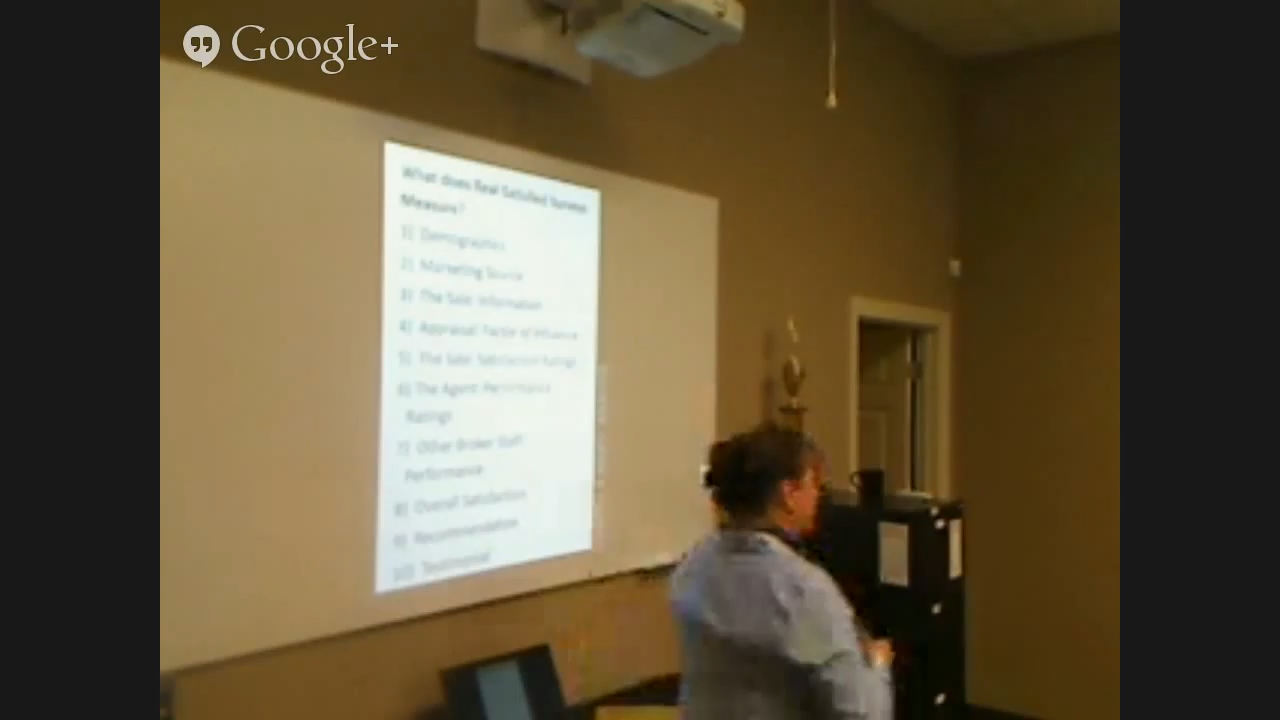 Google+
What does Real Satisfied Survey
Measure?
1) Demographics
2) Marketing Source
3) The Sale: Information
4) Appraisal: Factor of Influence
5) The Sale: Satisfaction Ratings
6) The Agent: Performance
Ratings
7) Other Broker Staff:
Performance
8) Overall Satisfaction
9) Recommendation
10) Testimonial